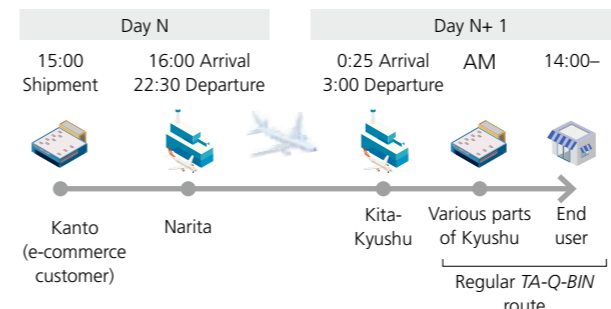 Day N
Day N+ 1
15:00
Shipment
16:00 Arrival
22:30 Departure
0:25 Arrival
3:00 Departure
AM
14:00–
Kanto
(e-commerce
customer)
Narita
Kita-
Kyushu
Various parts
of Kyushu
End
user
Regular TA-Q-BIN
route